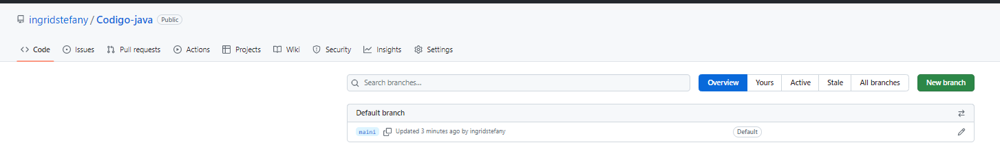 ingridstefany / Codigo-java Public
Code Issues Pull requests Actions Projects Wiki Security Insights Settings
Search branches... Overview Yours Active Stale All branches New branch
Default branch
maini Updated 3 minutes ago by ingridstefany Default